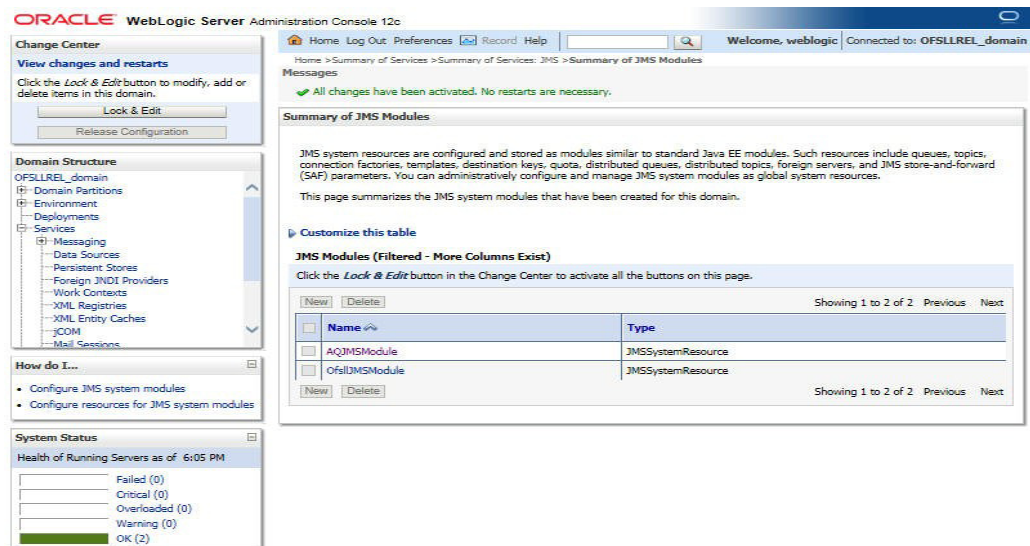 ORACLE WebLogic Server Administration Console 12c
Change Center
View changes and restarts
Click the Lock & Edit button to modify, add or
delete items in this domain.
Lock & Edit
Release Configuration
Domain Structure
OFSLLREL_domain
Domain Partitions
Environment
Deployments
Services
Messaging
Data Sources
Persistent Stores
Foreign JNDI Providers
Work Contexts
XML Registries
XML Entity Caches
jCOM
Mail Sessions
How do I...
Configure JMS system modules
Configure resources for JMS system modules
System Status
Health of Running Servers as of 6:05 PM
Failed (0)
Critical (0)
Overloaded (0)
Warning (0)
OK (2)
Home Log Out Preferences Record Help
Welcome, weblogic Connected to: OFSLLREL_domain
Home >Summary of Services >Summary of Services: JMS >Summary of JMS Modules
Messages
All changes have been activated. No restarts are necessary.
Summary of JMS Modules
JMS system resources are configured and stored as modules similar to standard Java EE modules. Such resources include queues, topics,
connection factories, templates, destination keys, quota, distributed queues, distributed topics, foreign servers, and JMS store-and-forward
(SAF) parameters. You can administratively configure and manage JMS system modules as global system resources.
This page summarizes the JMS system modules that have been created for this domain.
Customize this table
JMS Modules (Filtered - More Columns Exist)
Click the Lock & Edit button in the Change Center to activate all the buttons on this page.
New Delete Showing 1 to 2 of 2 Previous Next
Name Type
AQJMSModule JMSSystemResource
OfsllJMSModule JMSSystemResource
New Delete Showing 1 to 2 of 2 Previous Next